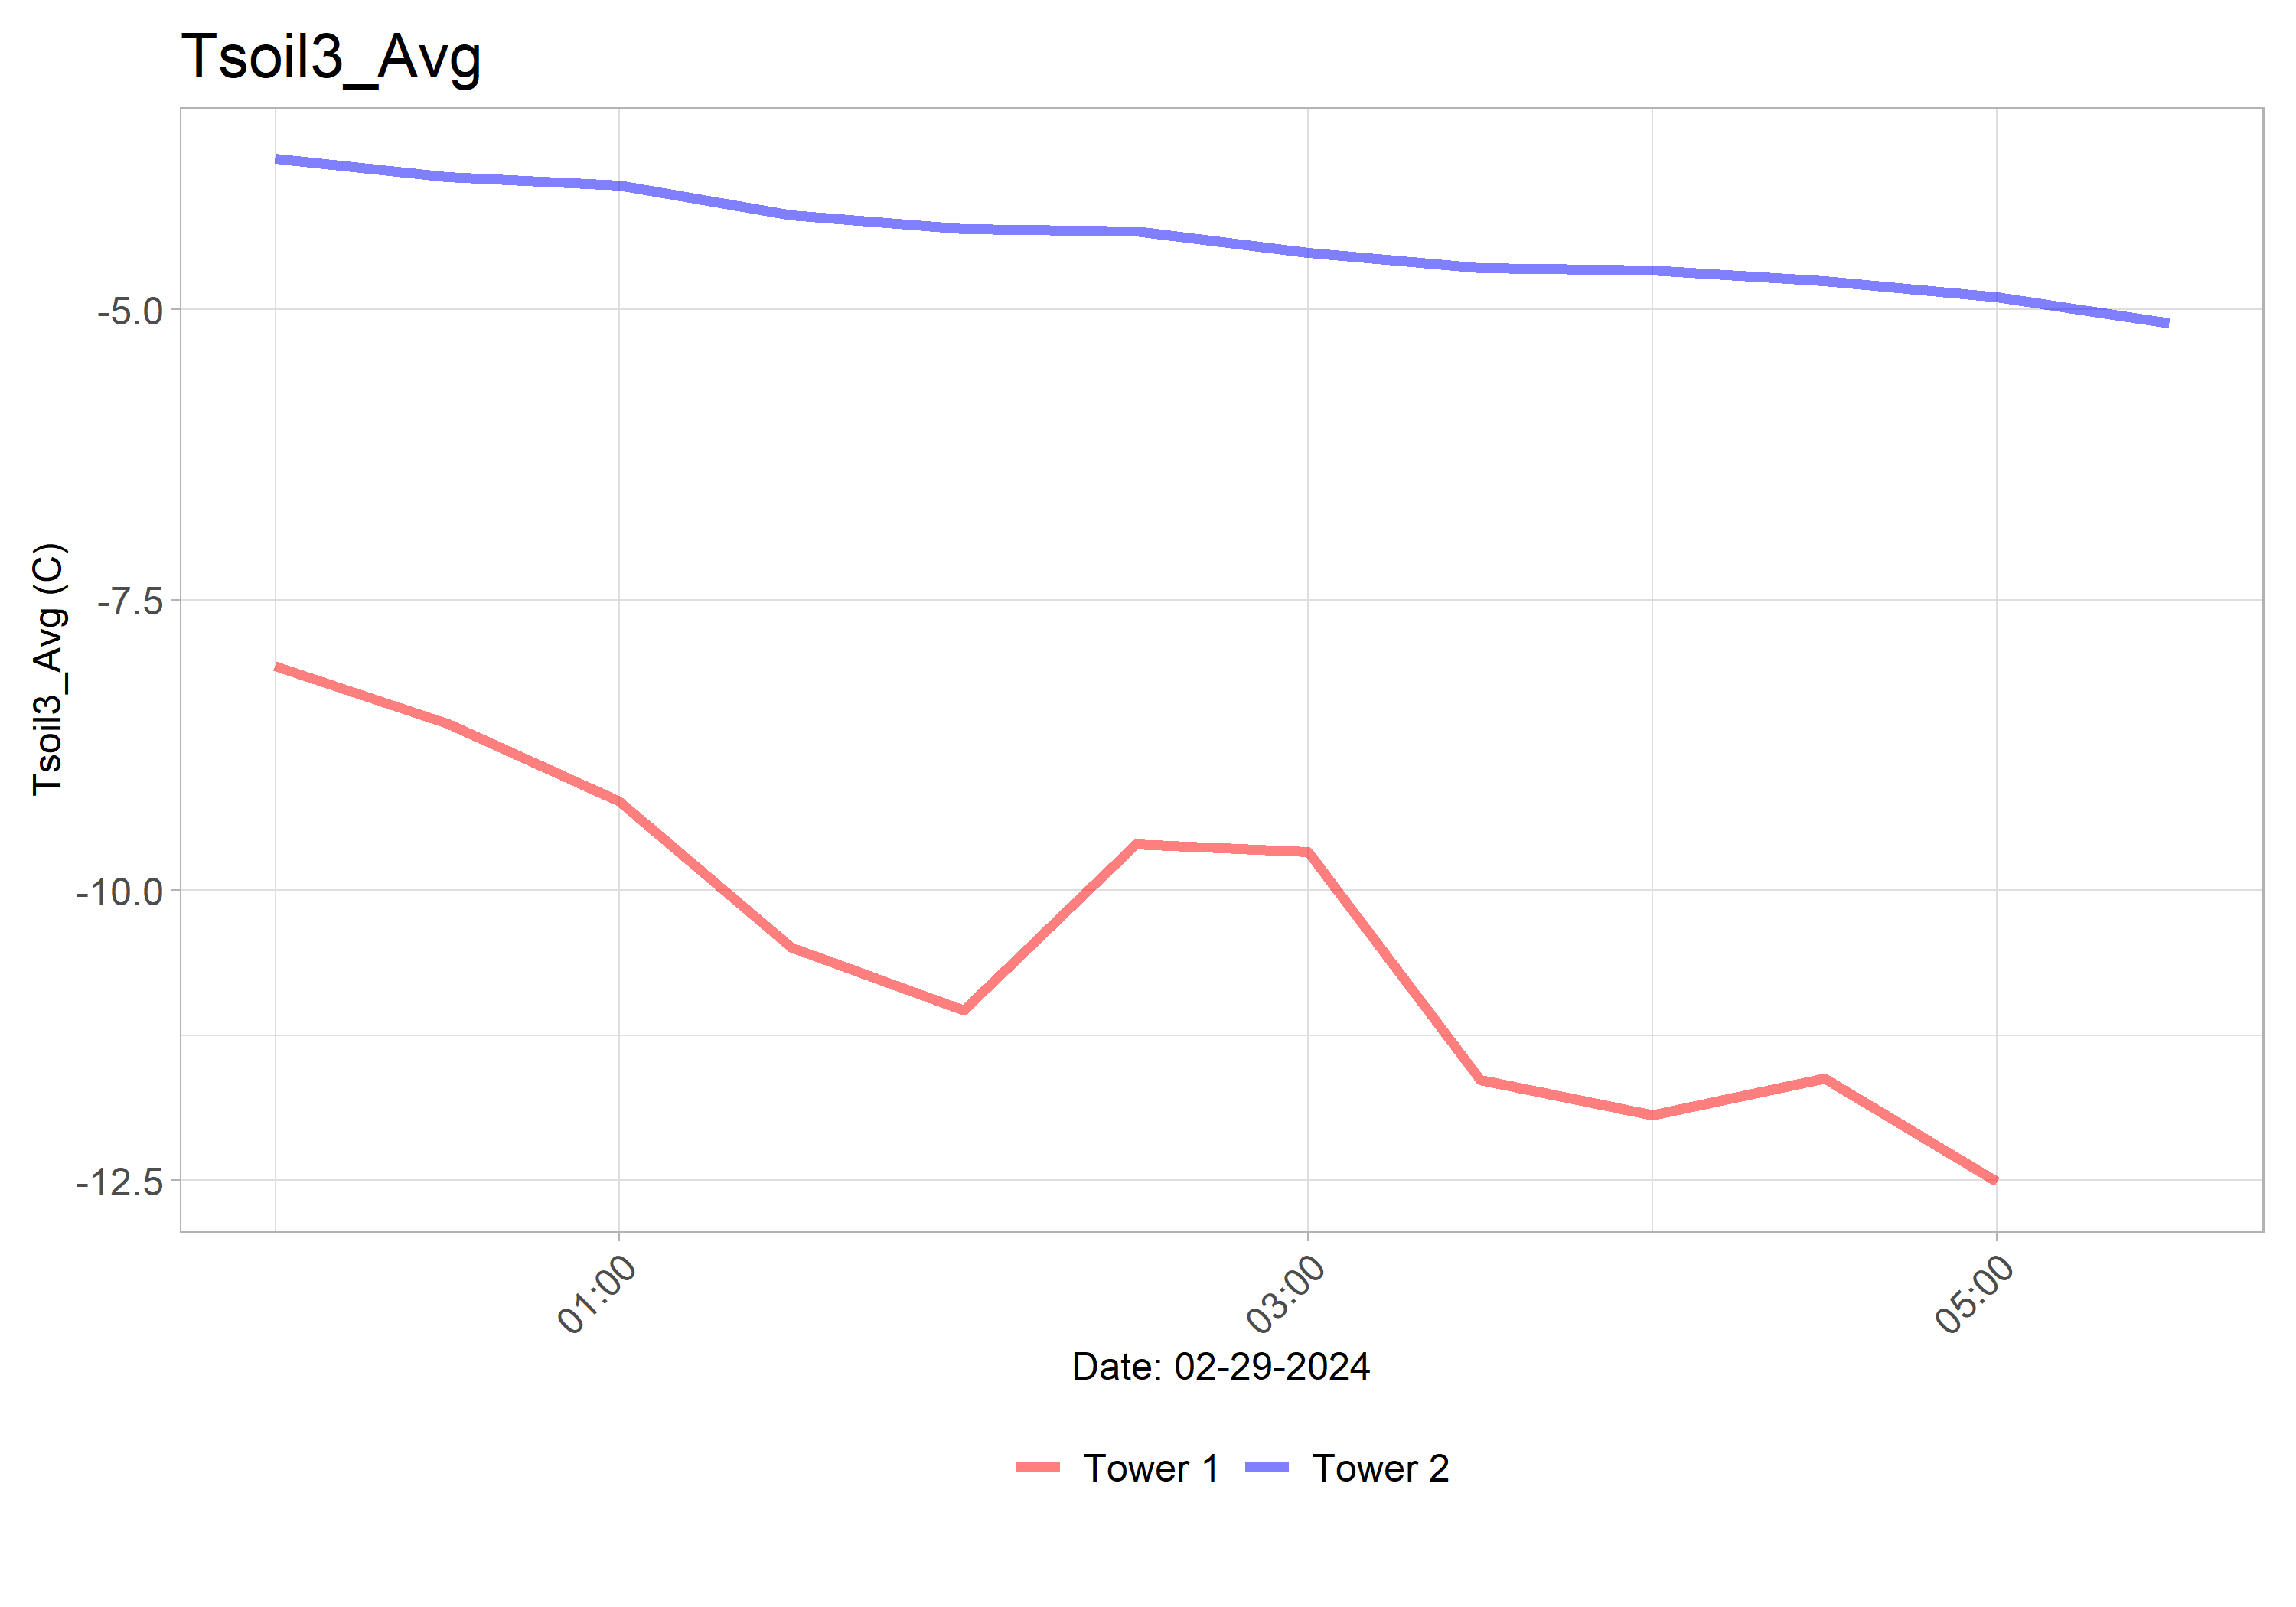 Tsoil3_Avg
Tsoil3_Avg (C)
-5.0
-7.5
-10.0
-12.5
01:00
03:00
05:00
Date: 02-29-2024
Tower 1
Tower 2